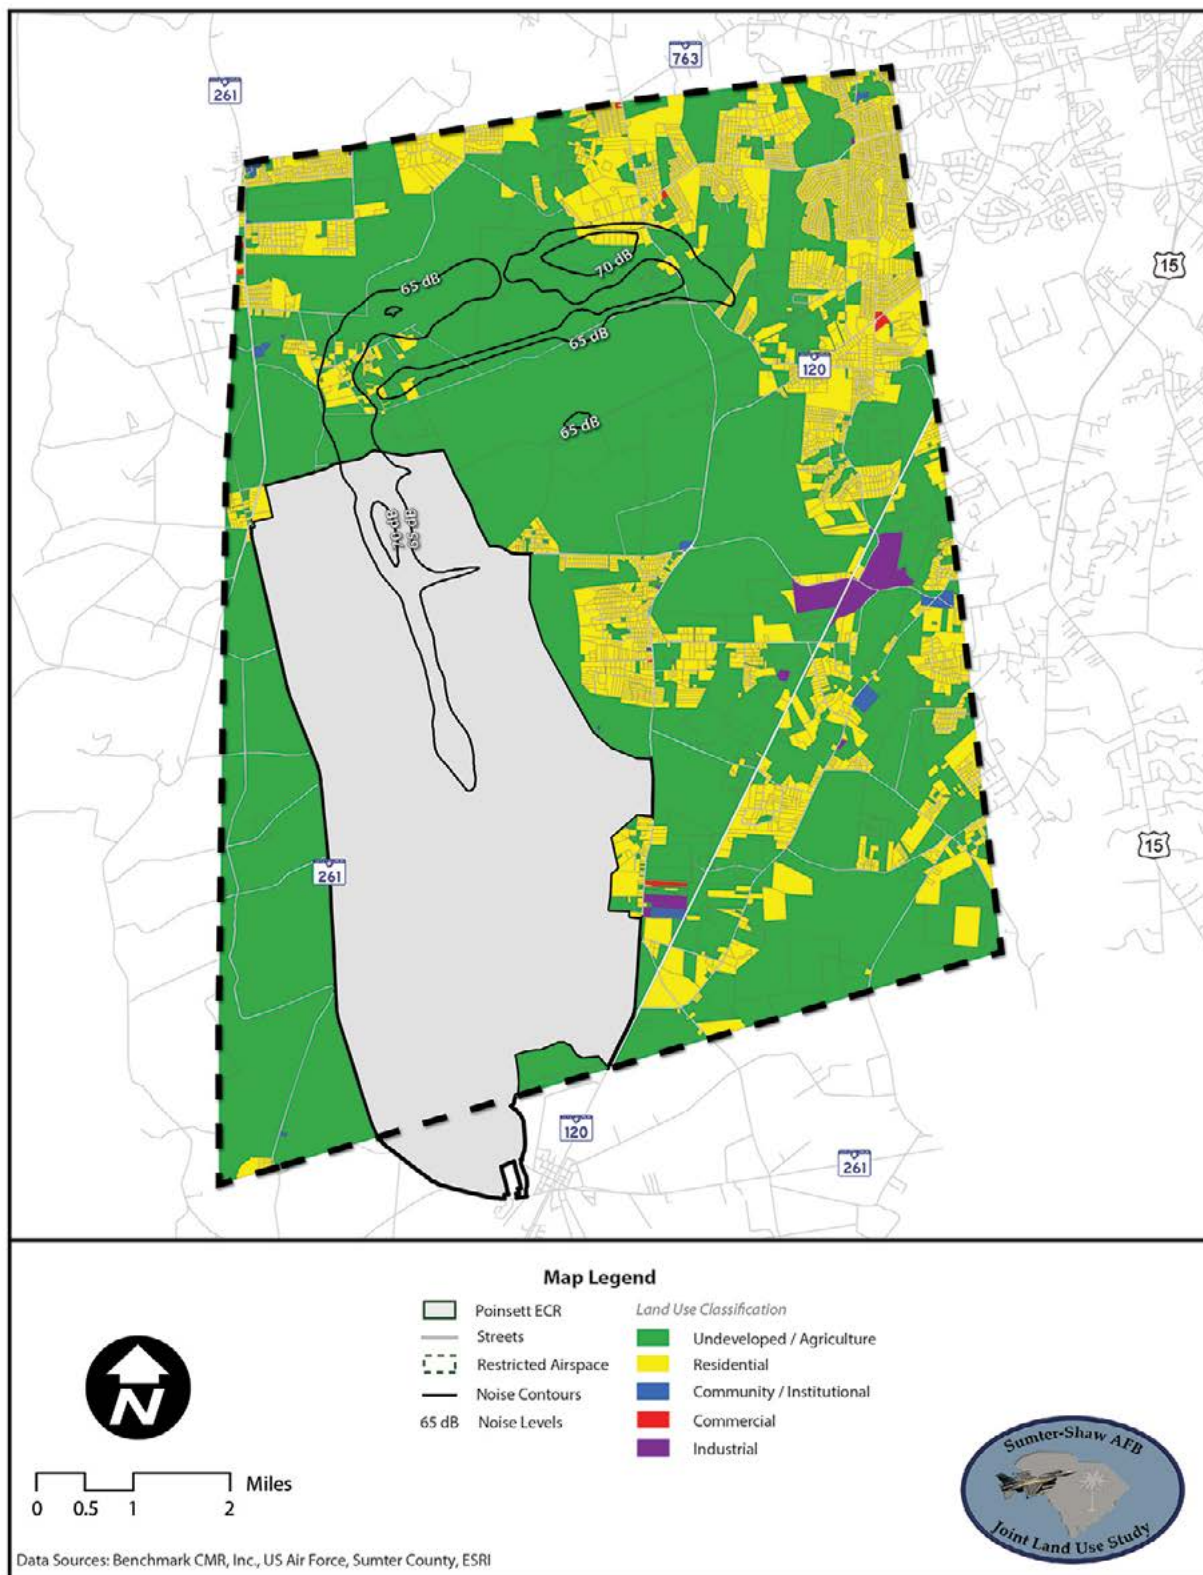 763
261
15
70 dB
65 dB
65 dB
120
65 dB
70 dB
65 dB
15
261
120
261
Map Legend
Poinsett ECR
Streets
Restricted Airspace
Noise Contours
65 dB Noise Levels
Land Use Classification
Undeveloped / Agriculture
Residential
Community / Institutional
Commercial
Industrial
N
Miles
0 0.5 1 2
Sumter-Shaw AFB
Joint Land Use Study
Data Sources: Benchmark CMR, Inc., US Air Force, Sumter County, ESRI